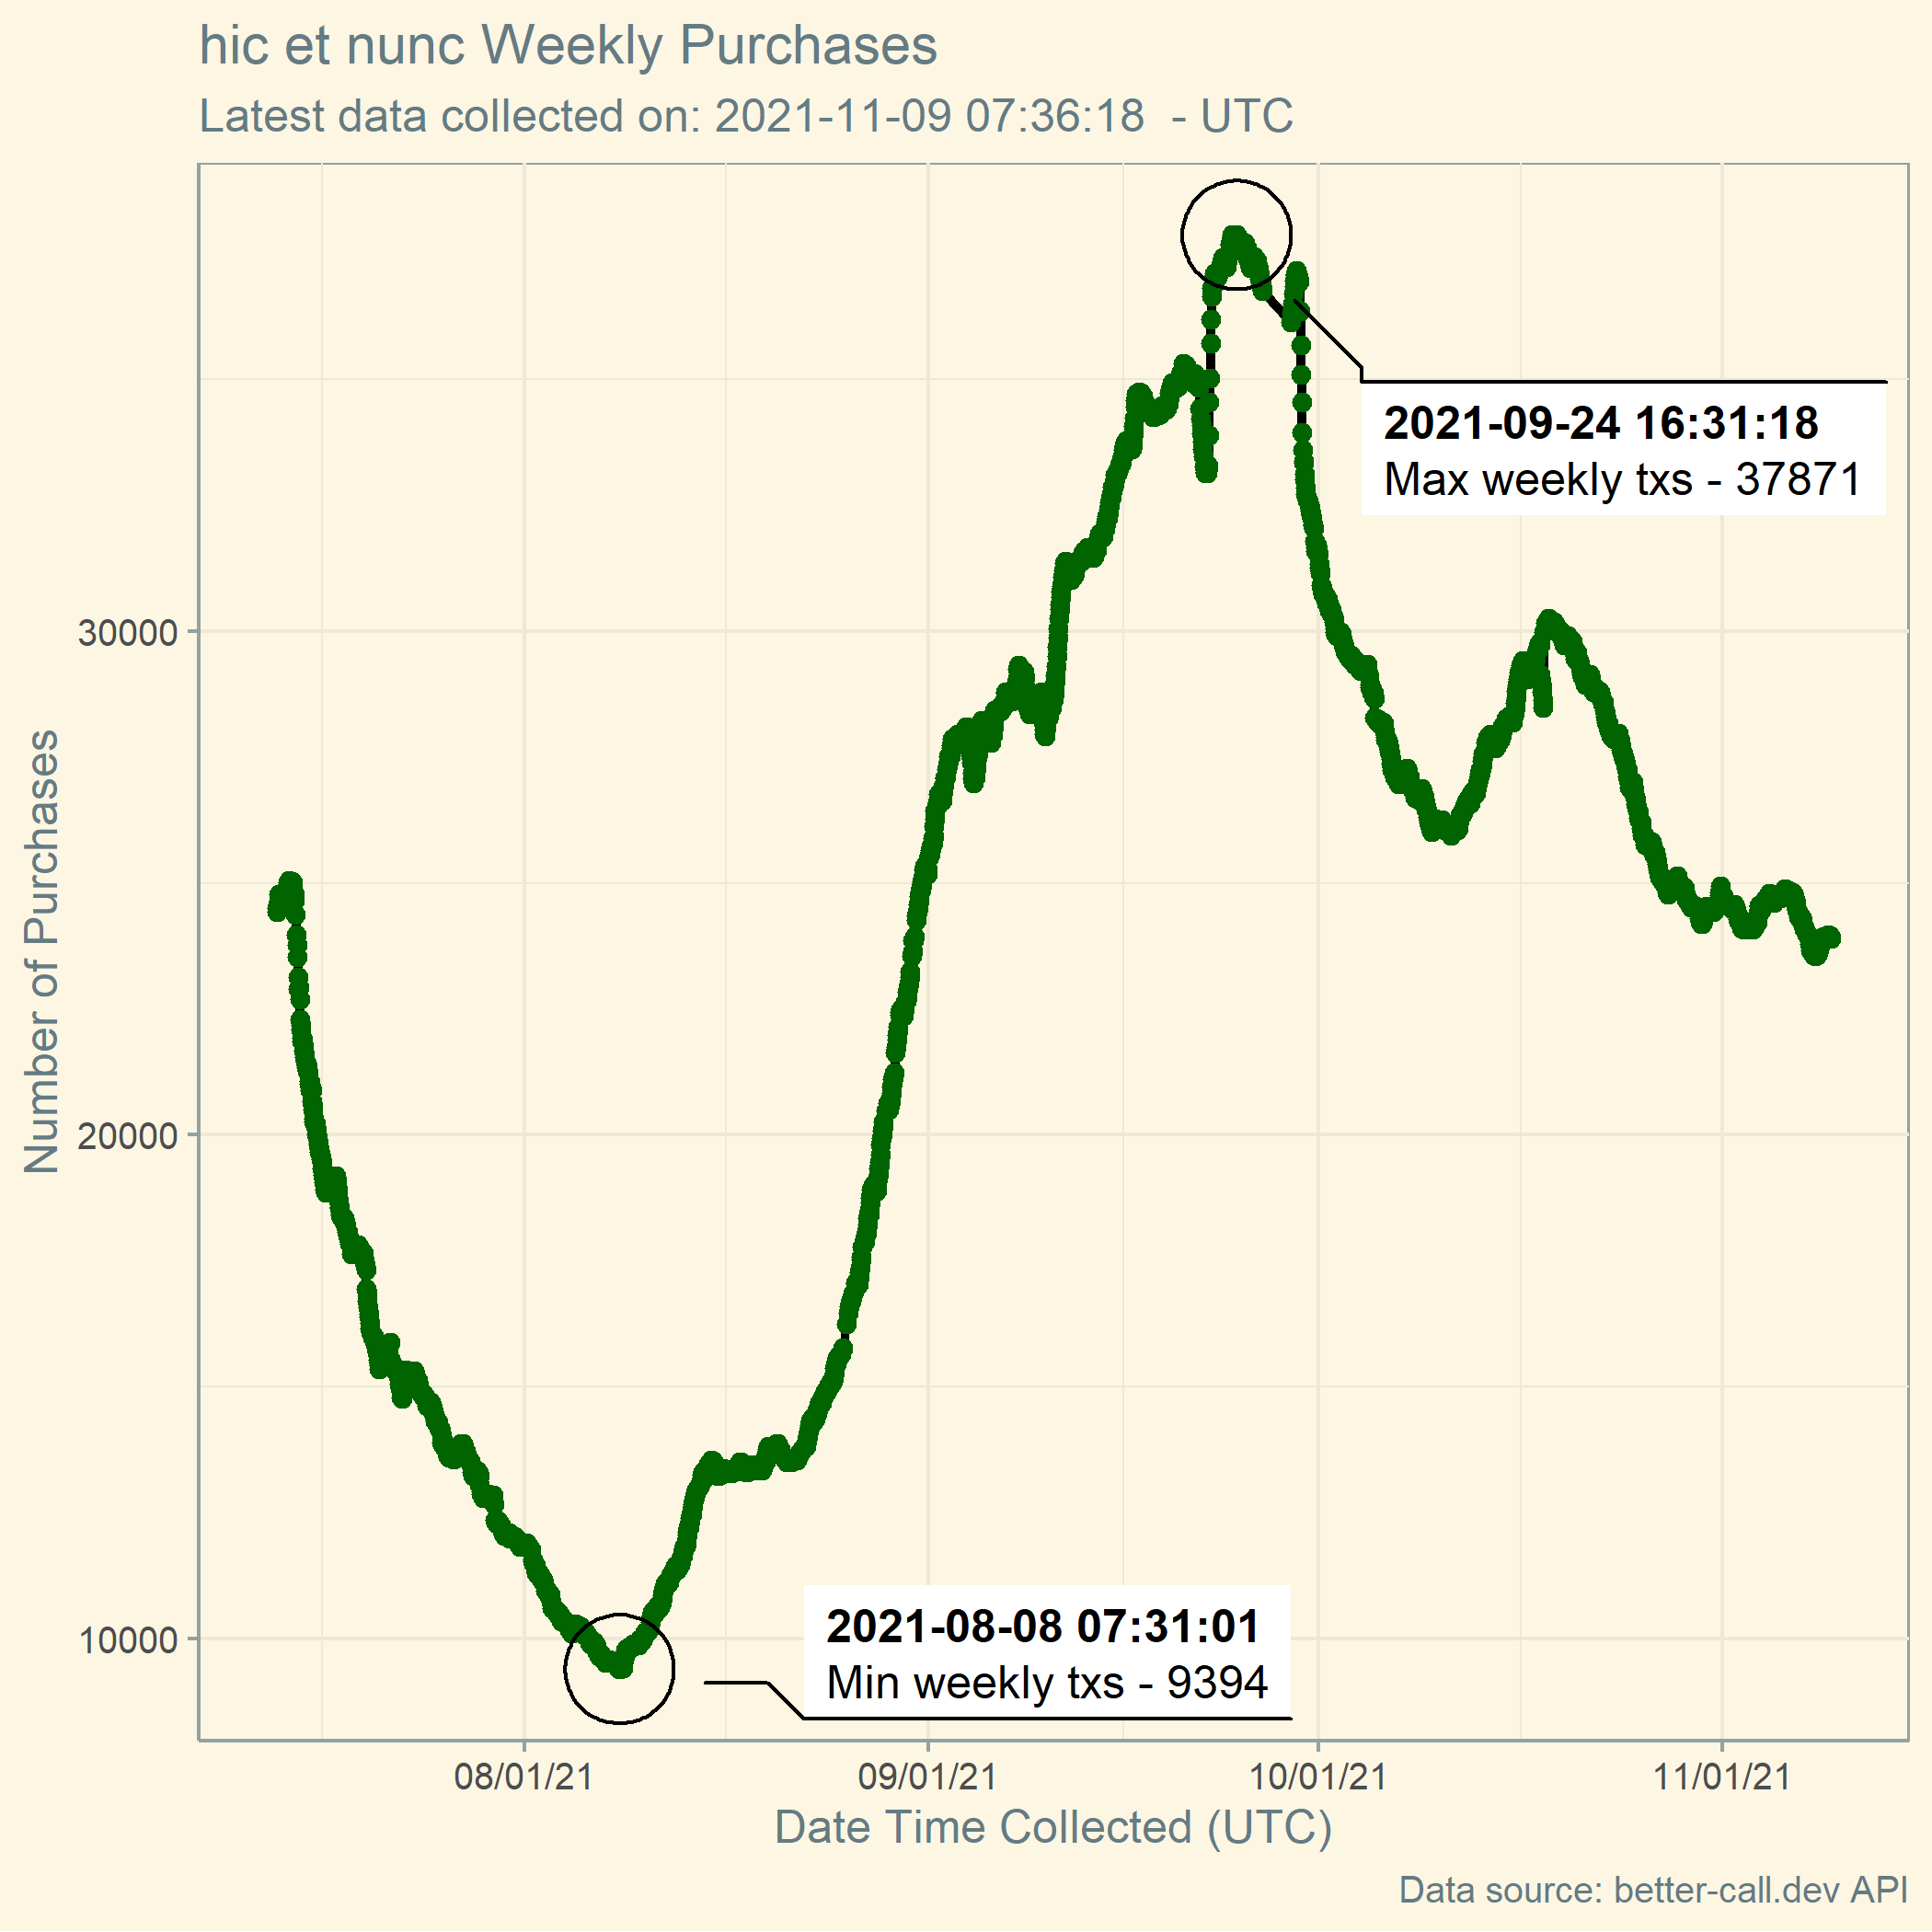 hic et nunc Weekly Purchases
Latest data collected on: 2021-11-09 07:36:18  - UTC
2021-09-24 16:31:18
Max weekly txs - 37871
30000
20000
10000
Number of Purchases
2021-08-08 07:31:01
Min weekly txs - 9394
08/01/21
09/01/21
10/01/21
11/01/21
Date Time Collected (UTC)
Data source: better-call.dev API